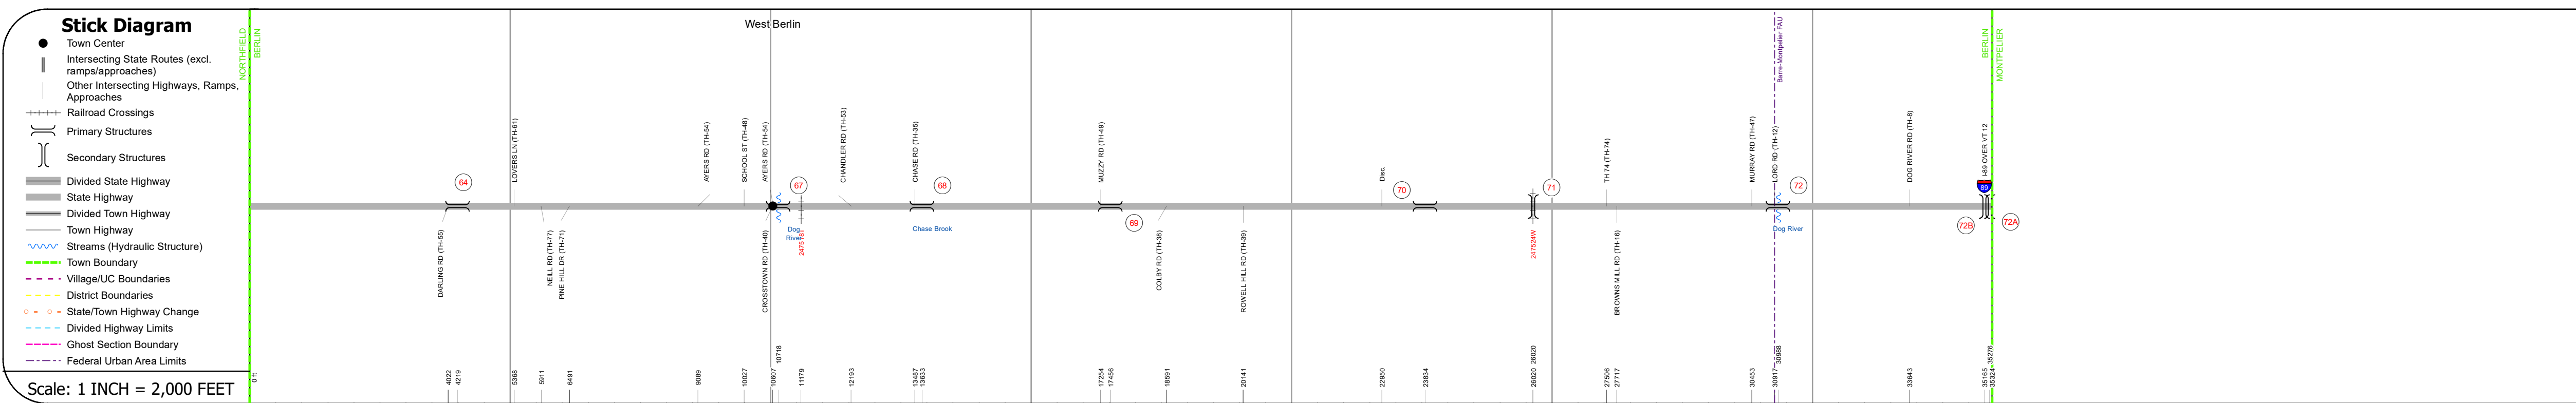 Stick Diagram
Town Center
Intersecting State Routes (excl.
ramps/approaches)
Other Intersecting Highways, Ramps,
Approaches
Railroad Crossings
Primary Structures
Secondary Structures
Divided State Highway
State Highway
Divided Town Highway
Town Highway
Streams (Hydraulic Structure)
Town Boundary
Village/UC Boundaries
District Boundaries
State/Town Highway Change
Divided Highway Limits
Ghost Section Boundary
Federal Urban Area Limits
Scale: 1 INCH = 2,000 FEET
NORTHFIELD
BERLIN
West Berlin
Barre-Montpelier FAU
BERLIN
MONTPELIER
LOVERS LN (TH-61)
AYERS RD (TH-54)
SCHOOL ST (TH-48)
AYERS RD (TH-54)
CHANDLER RD (TH-53)
CHASE RD (TH-35)
MUZZY RD (TH-49)
Disc.
TH 74 (TH-74)
MURRAY RD (TH-47)
LORD RD (TH-12)
DOG RIVER RD (TH-8)
I-89 OVER VT 12
64
67
68
69
70
71
72
89
72B
72A
DARLING RD (TH-55)
NEILL RD (TH-77)
PINE HILL DR (TH-71)
CROSSTOWN RD (TH-40)
Dog
River
Chase Brook
COLBY RD (TH-38)
ROWELL HILL RD (TH-39)
247524W
BROWNS MILL RD (TH-16)
Dog River
0 ft
4022
4219
5368
5911
6491
9089
10027
10607
10718
11179
12193
13487
13633
17254
17456
18591
20141
22950
23834
26020
26020
27506
27717
30453
30917
30988
33643
35165
35276
35324